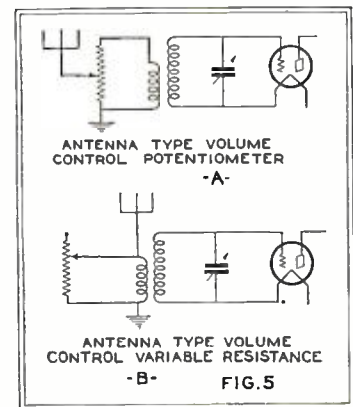 ANTENNA TYPE VOLUME
CONTROL POTENTIOMETER
-A-
ANTENNA TYPE VOLUME
CONTROL VARIABLE RESISTANCE
-B- FIG.5